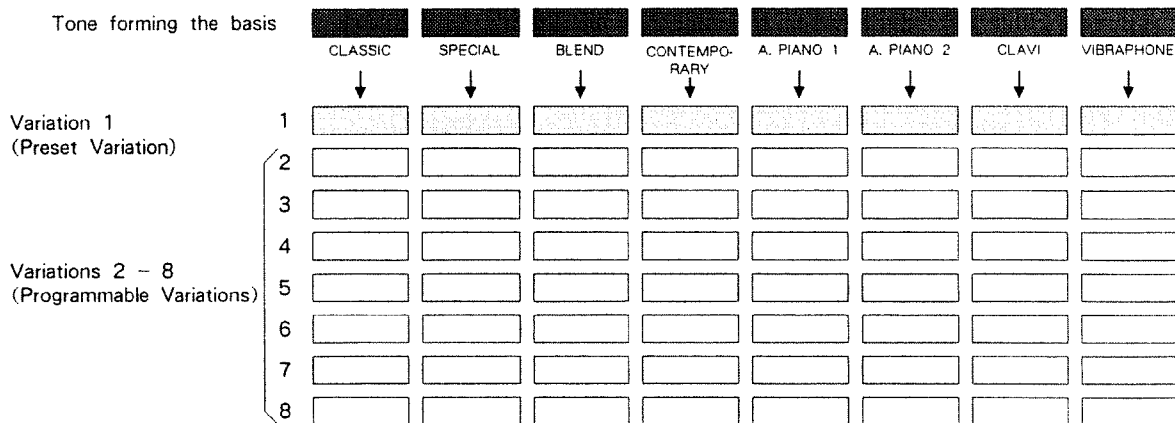 Tone forming the basis
CLASSIC SPECIAL BLEND CONTEMPO- A. PIANO 1 A. PIANO 2 CLAVI VIBRAPHONE
RARY
Variation 1 1
(Preset Variation)
2
3
4
Variations 2 – 8
(Programmable Variations) 5
6
7
8